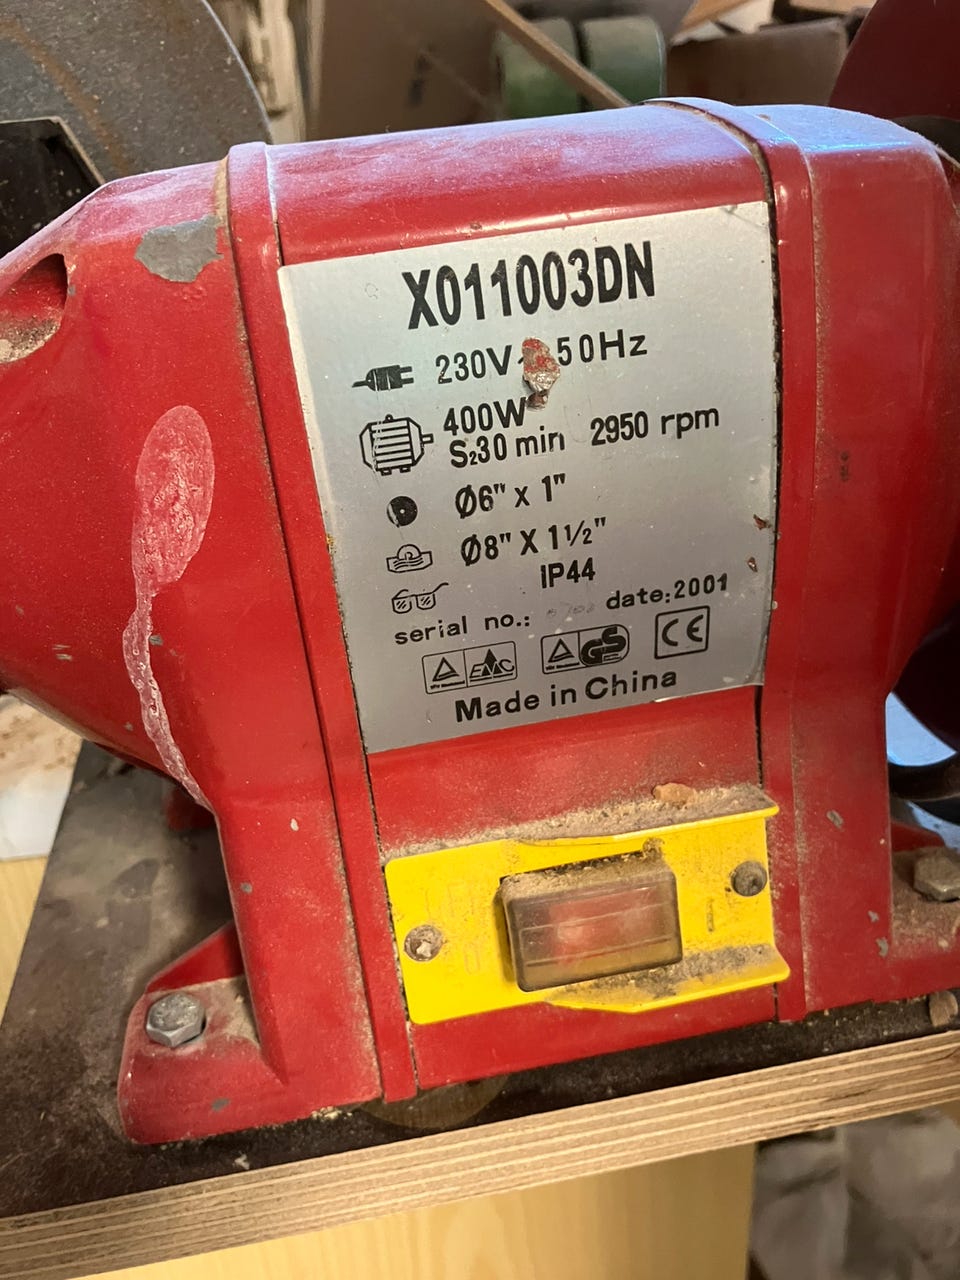 X011003DN
230V~ 50Hz
400W
S₂30 min 2950 rpm
Ø6" x 1"
Ø8" X 1½"
IP44
serial no.: date:2001
EMC GS CE
Made in China